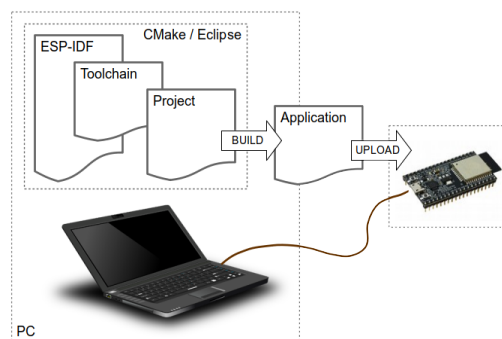 CMake / Eclipse
ESP-IDF
Toolchain
Project
BUILD
Application
UPLOAD
PC